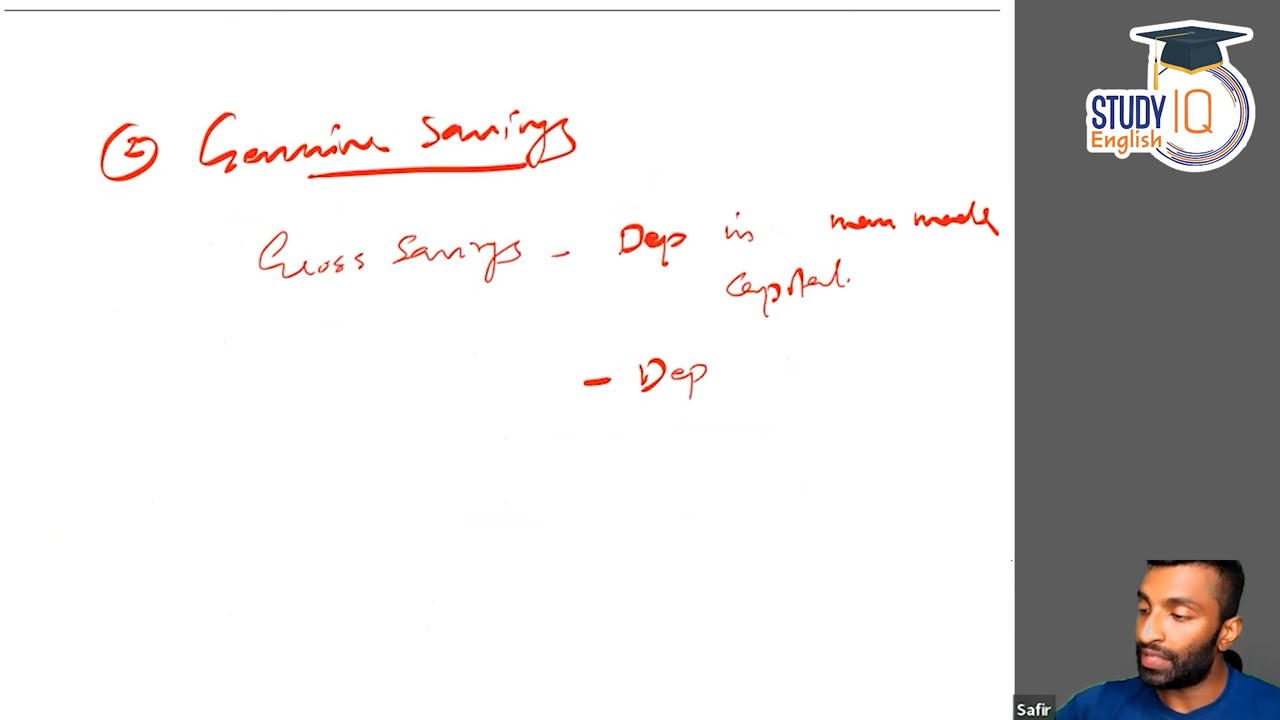 ② Genuine Savings
Gross Savings - Dep in man made
capital.
- Dep
STUDY IQ
English
Safir